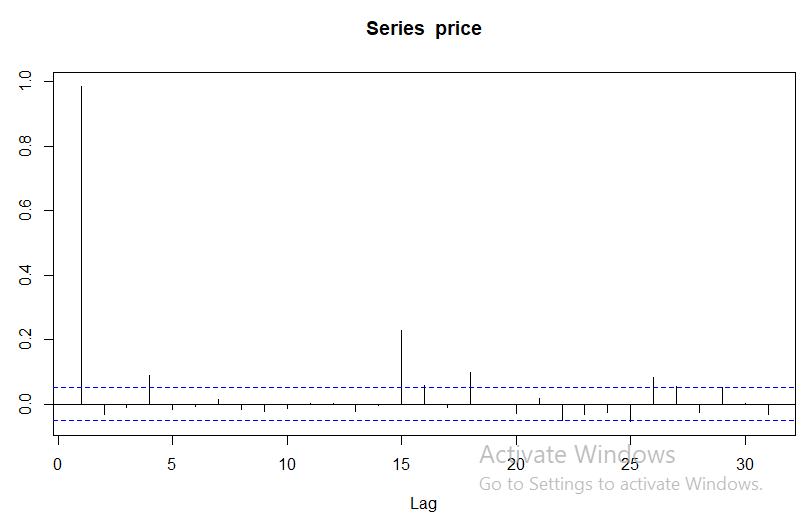 Series price
1.0
0.8
0.6
0.4
0.2
0.0
0 5 10 15 20 25 30
Lag
Activate Windows
Go to Settings to activate Windows.